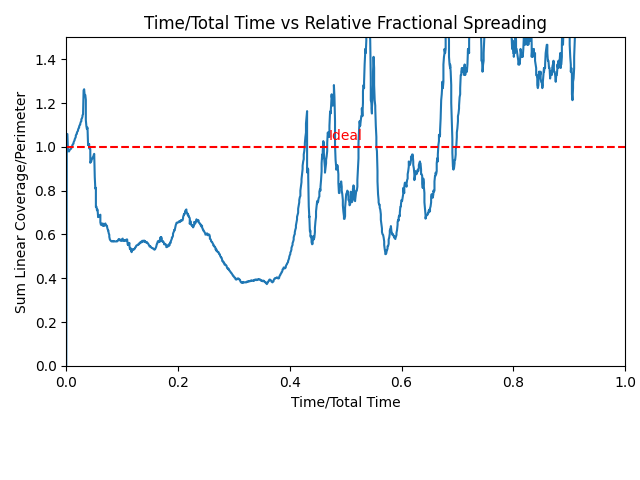 Time/Total Time vs Relative Fractional Spreading
Sum Linear Coverage/Perimeter
1.4
1.2
1.0
0.8
0.6
0.4
0.2
0.0
Ideal
0.0 0.2 0.4 0.6 0.8 1.0
Time/Total Time